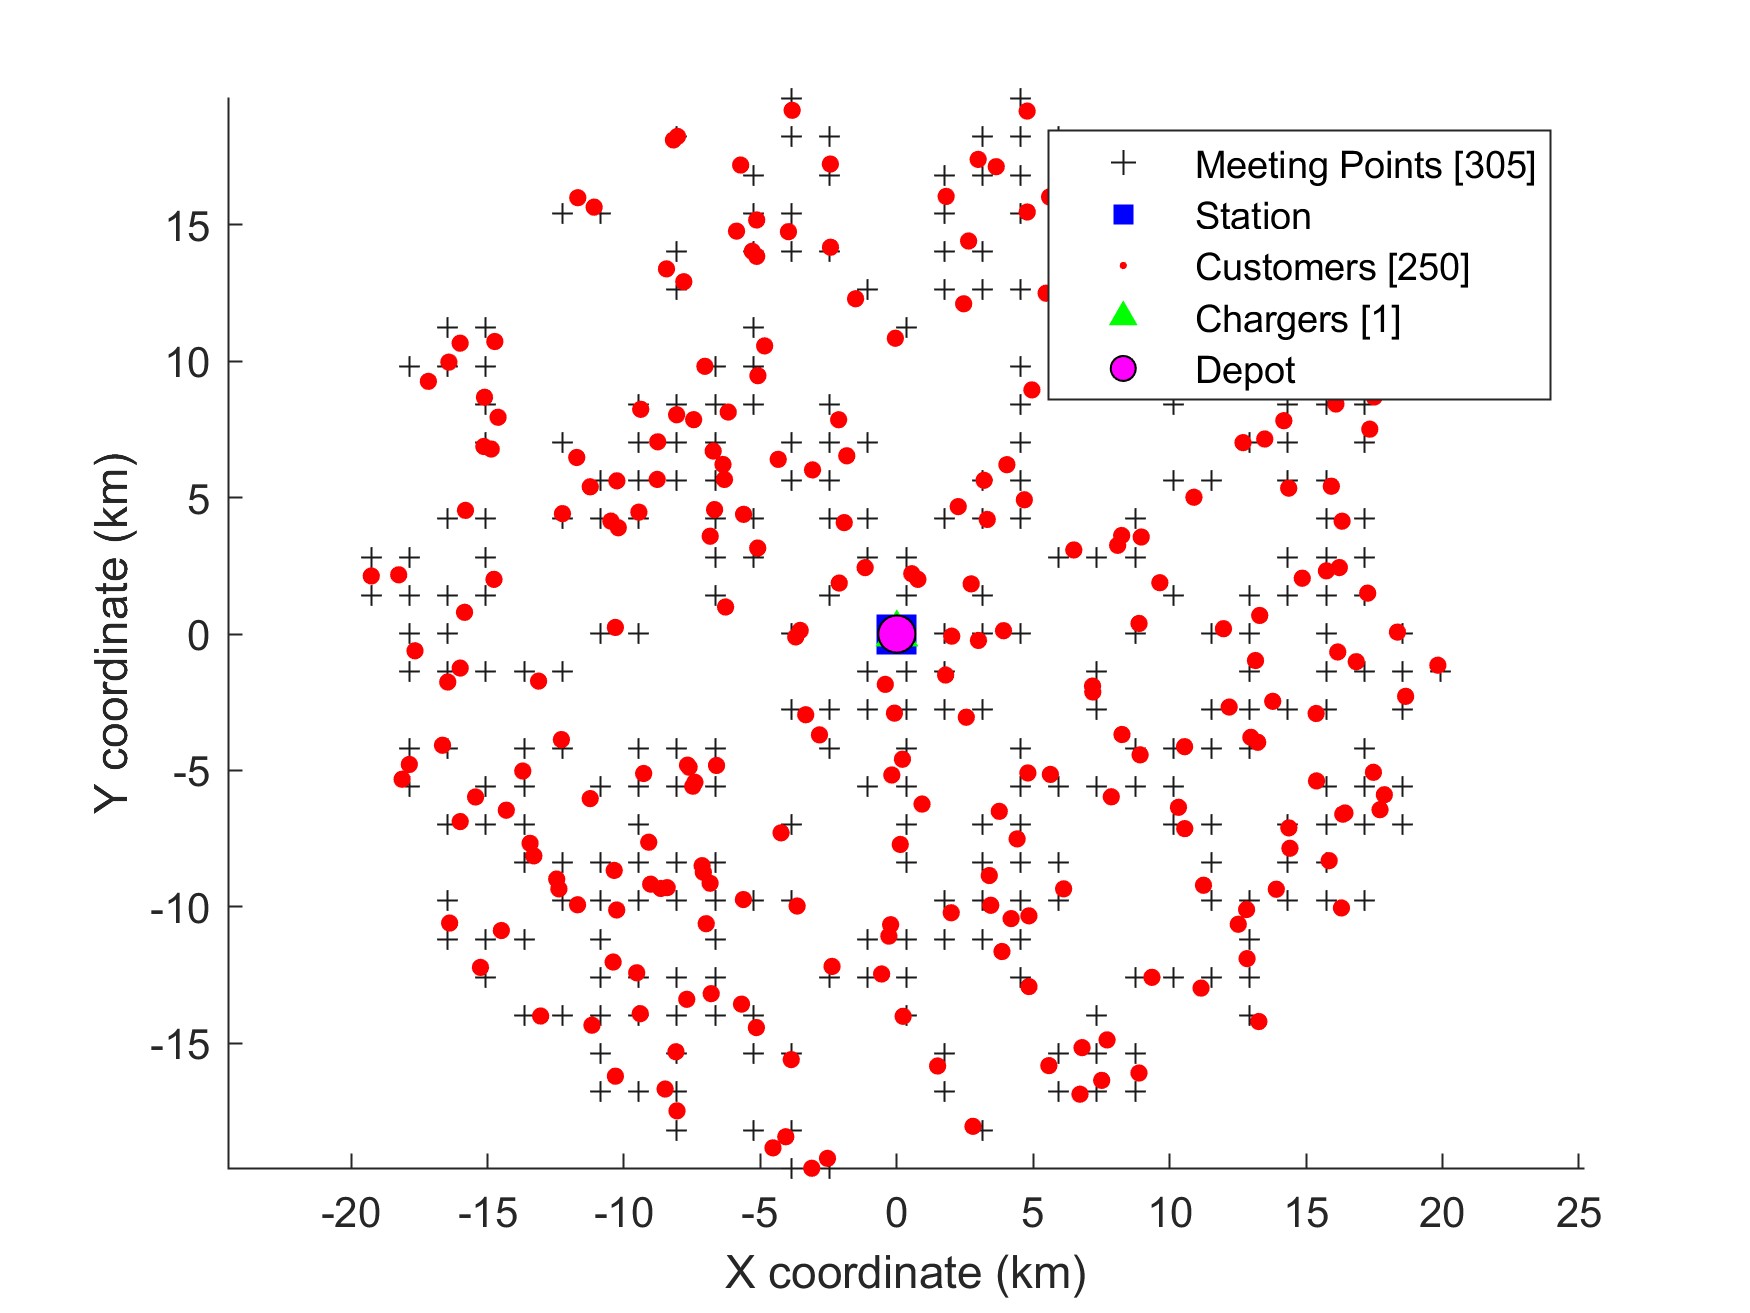 Meeting Points [305]
Station
Customers [250]
Chargers [1]
Depot
15
10
5
0
-5
-10
-15
Y coordinate (km)
-20 -15 -10 -5 0 5 10 15 20 25
X coordinate (km)